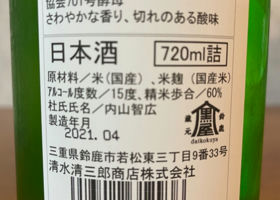 協会701号酵母
さわやかな香り、切れのある酸味
日本酒
720ml詰
原材料／米(国産)、米麹(国産米)
アルコール度数／15度、精米歩合／60%
杜氏氏名／内山智広
製造年月
2021.04
蔵元
鈴鹿
daikokuya
三重県鈴鹿市若松東三丁目9番33号
清水清三郎商店株式会社